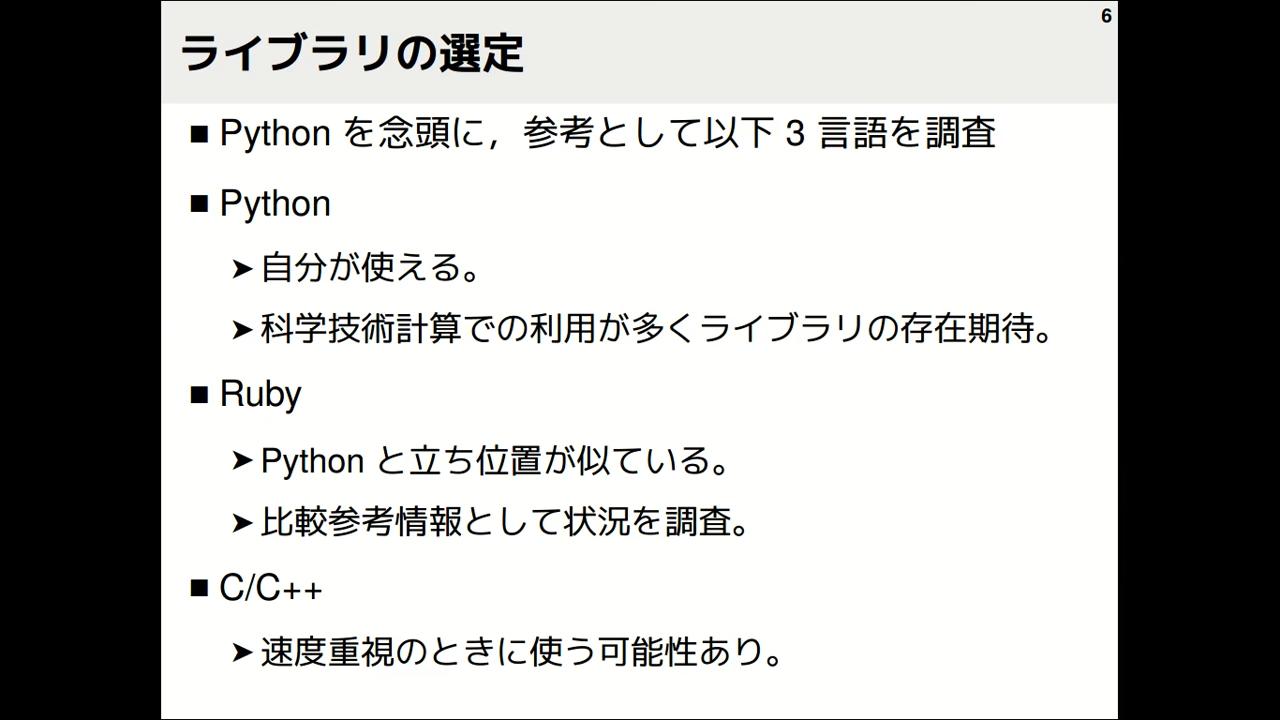 6
ライブラリの選定
■ Python を念頭に，参考として以下 3 言語を調査
■ Python
➤ 自分が使える。
➤ 科学技術計算での利用が多くライブラリの存在期待。
■ Ruby
➤ Python と立ち位置が似ている。
➤ 比較参考情報として状況を調査。
■ C/C++
➤ 速度重視のときに使う可能性あり。